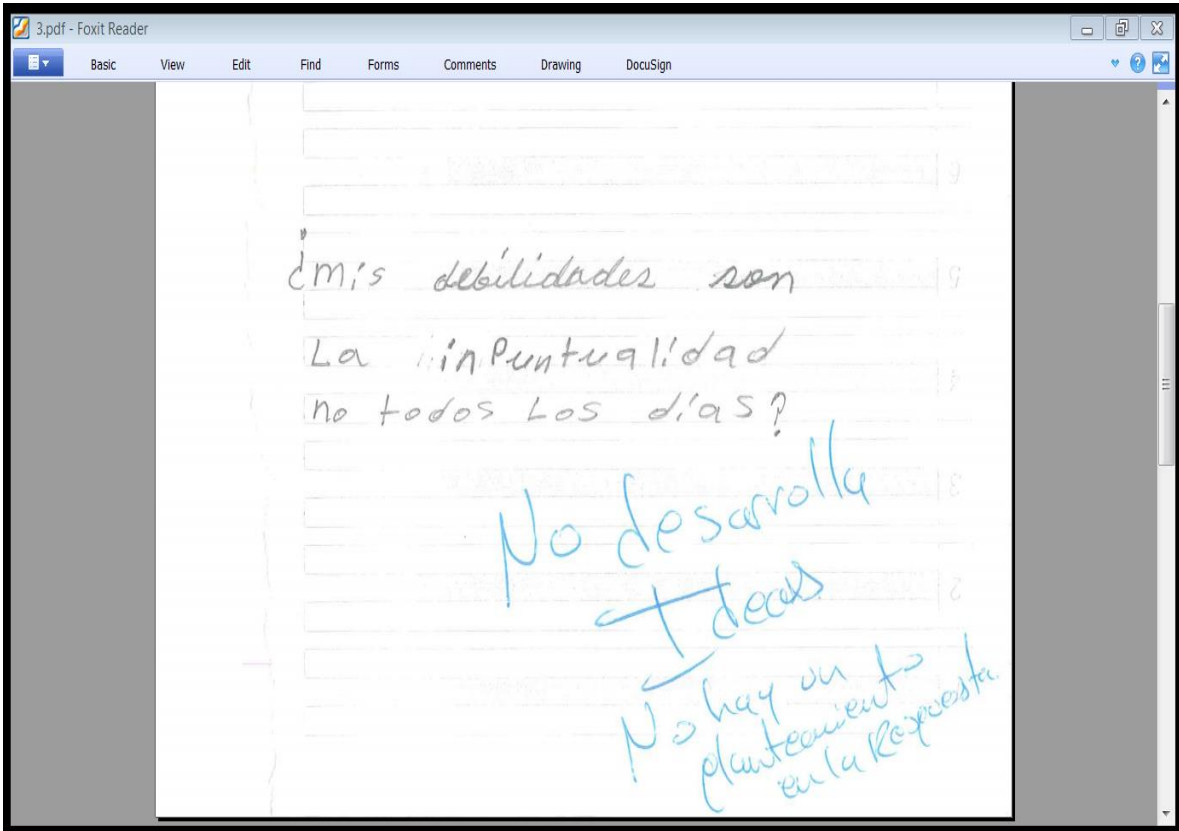 3.pdf - Foxit Reader
Basic View Edit Find Forms Comments Drawing DocuSign
¿mis debílidades son
La inPuntualidad
no todos Los días?
No desarrolla
Ideas
No hay un
planteamiento
en la Respuesta